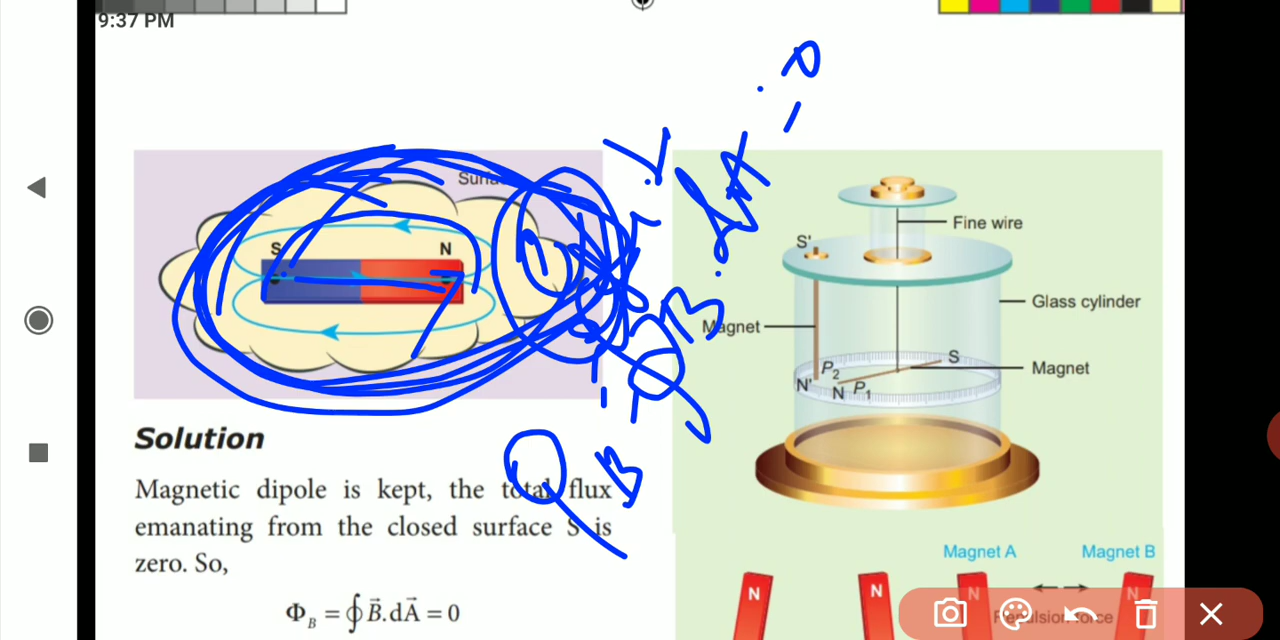 9:37 PM
S
N
Solution
Magnetic dipole is kept, the total flux
emanating from the closed surface S is
zero. So,
Φ_B = ∮ B⃗.dA⃗ = 0
Fine wire
S'
Glass cylinder
Magnet
S
Magnet
P₂
N'
N P₁
Magnet A
Magnet B
N
N
N
N